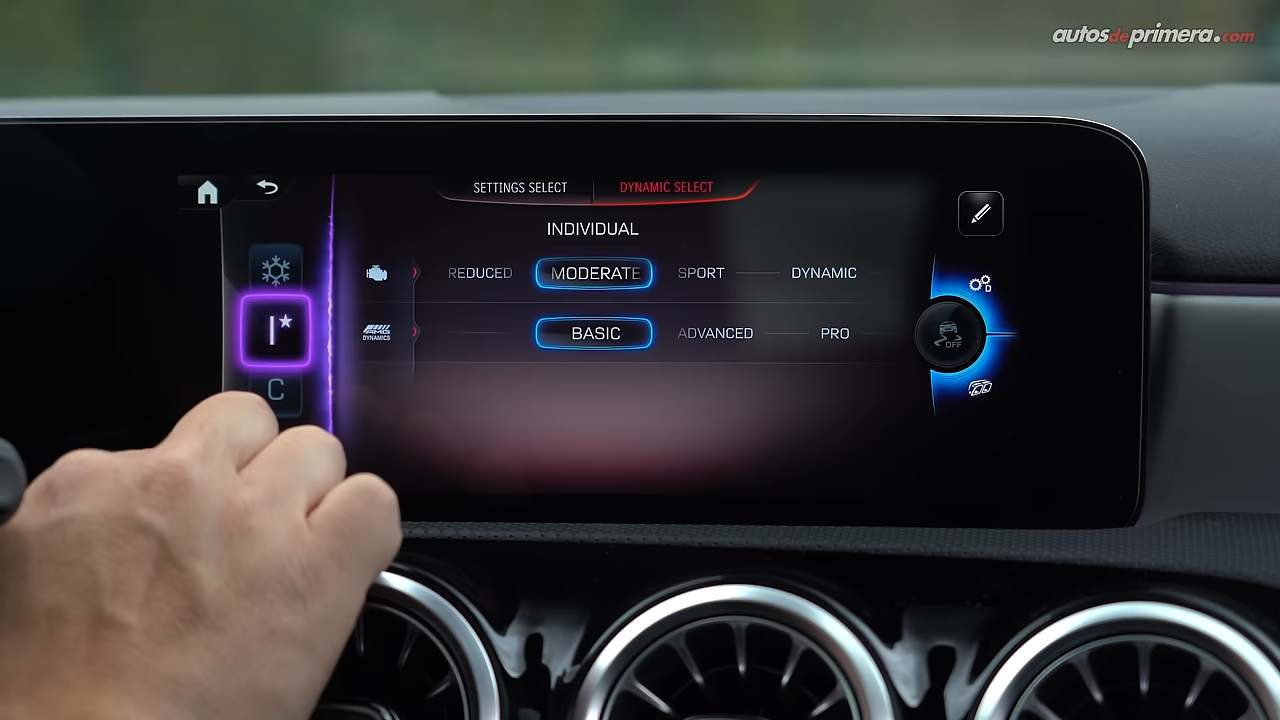 autosdeprimera.com
SETTINGS SELECT DYNAMIC SELECT
INDIVIDUAL
REDUCED MODERATE SPORT DYNAMIC
I
AMG DYNAMICS BASIC ADVANCED PRO
OFF
D
C